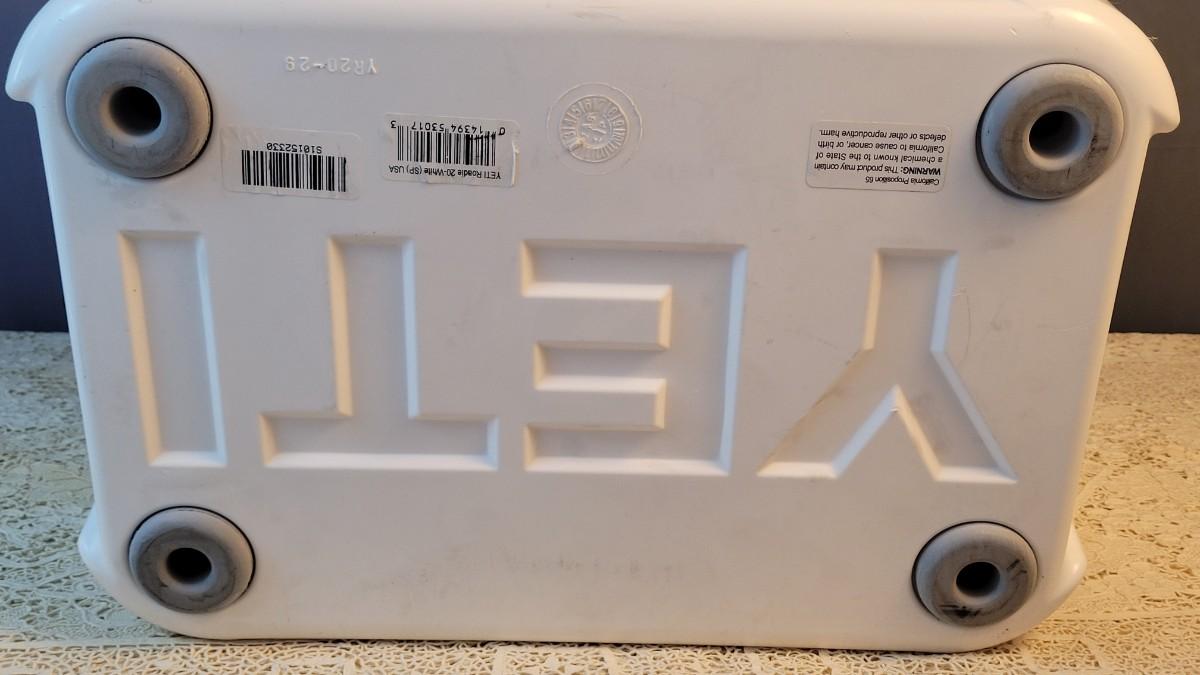 YETI
California Proposition 65
WARNING: This product may contain
a chemical known to the State of
California to cause cancer, or birth
defects or other reproductive harm.
YETI Roadie 20-White (SP) USA
0 14394 53017 3
S10152330
YR20-2S